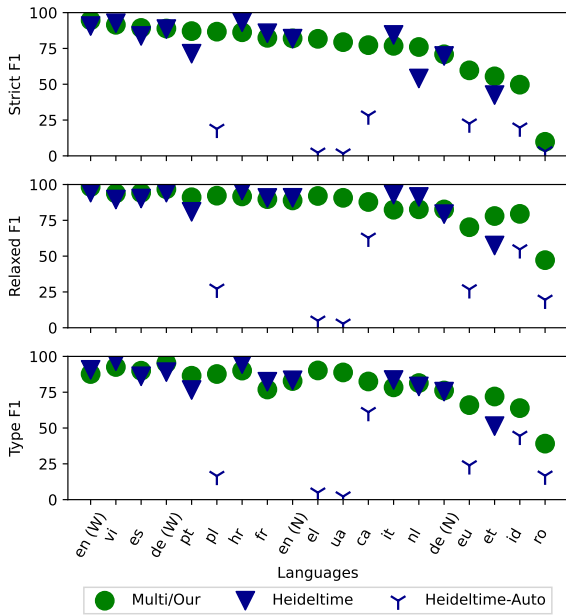 100
75
50
25
0
Strict F1
100
75
50
25
0
Relaxed F1
100
75
50
25
0
Type F1
en (W)
vi
es
de (W)
pt
pl
hr
fr
en (N)
el
ua
ca
it
nl
de (N)
eu
et
id
ro
Languages
Multi/Our Heideltime Heideltime-Auto